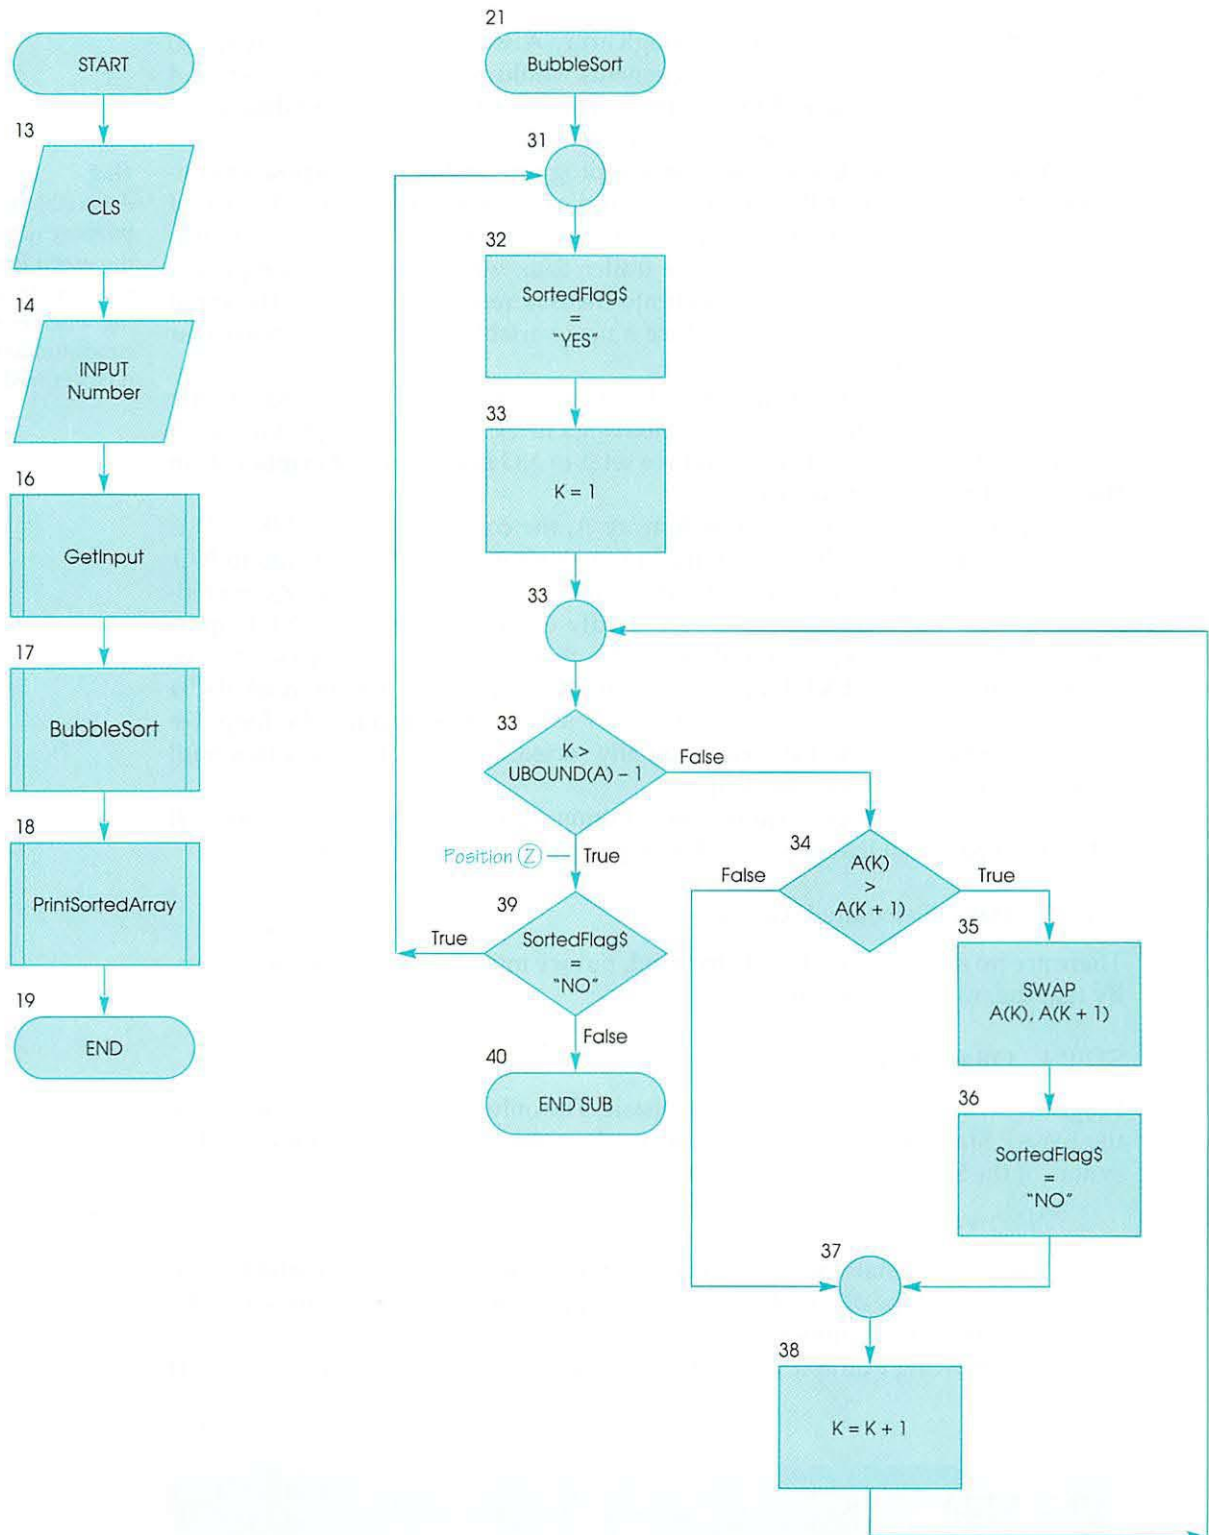 START
13
CLS
14
INPUT
Number
16
GetInput
17
BubbleSort
18
PrintSortedArray
19
END
21
BubbleSort
31
32
SortedFlag$
=
"YES"
33
K = 1
33
33
K >
UBOUND(A) – 1
False
Position Z
True
39
SortedFlag$
=
"NO"
True
False
40
END SUB
34
A(K)
>
A(K + 1)
False
True
35
SWAP
A(K), A(K + 1)
36
SortedFlag$
=
"NO"
37
38
K = K + 1